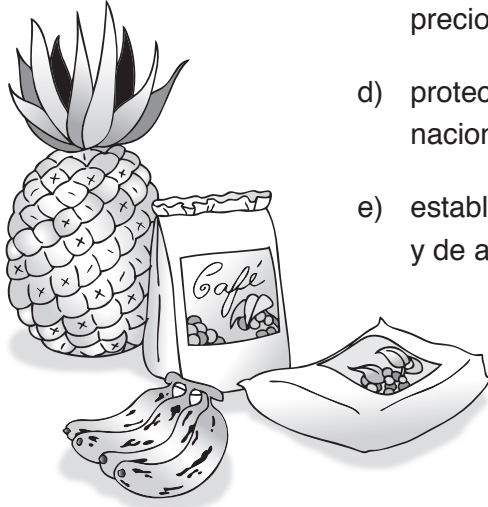 precio
d) protec
nacion
e) establ
y de a
Café